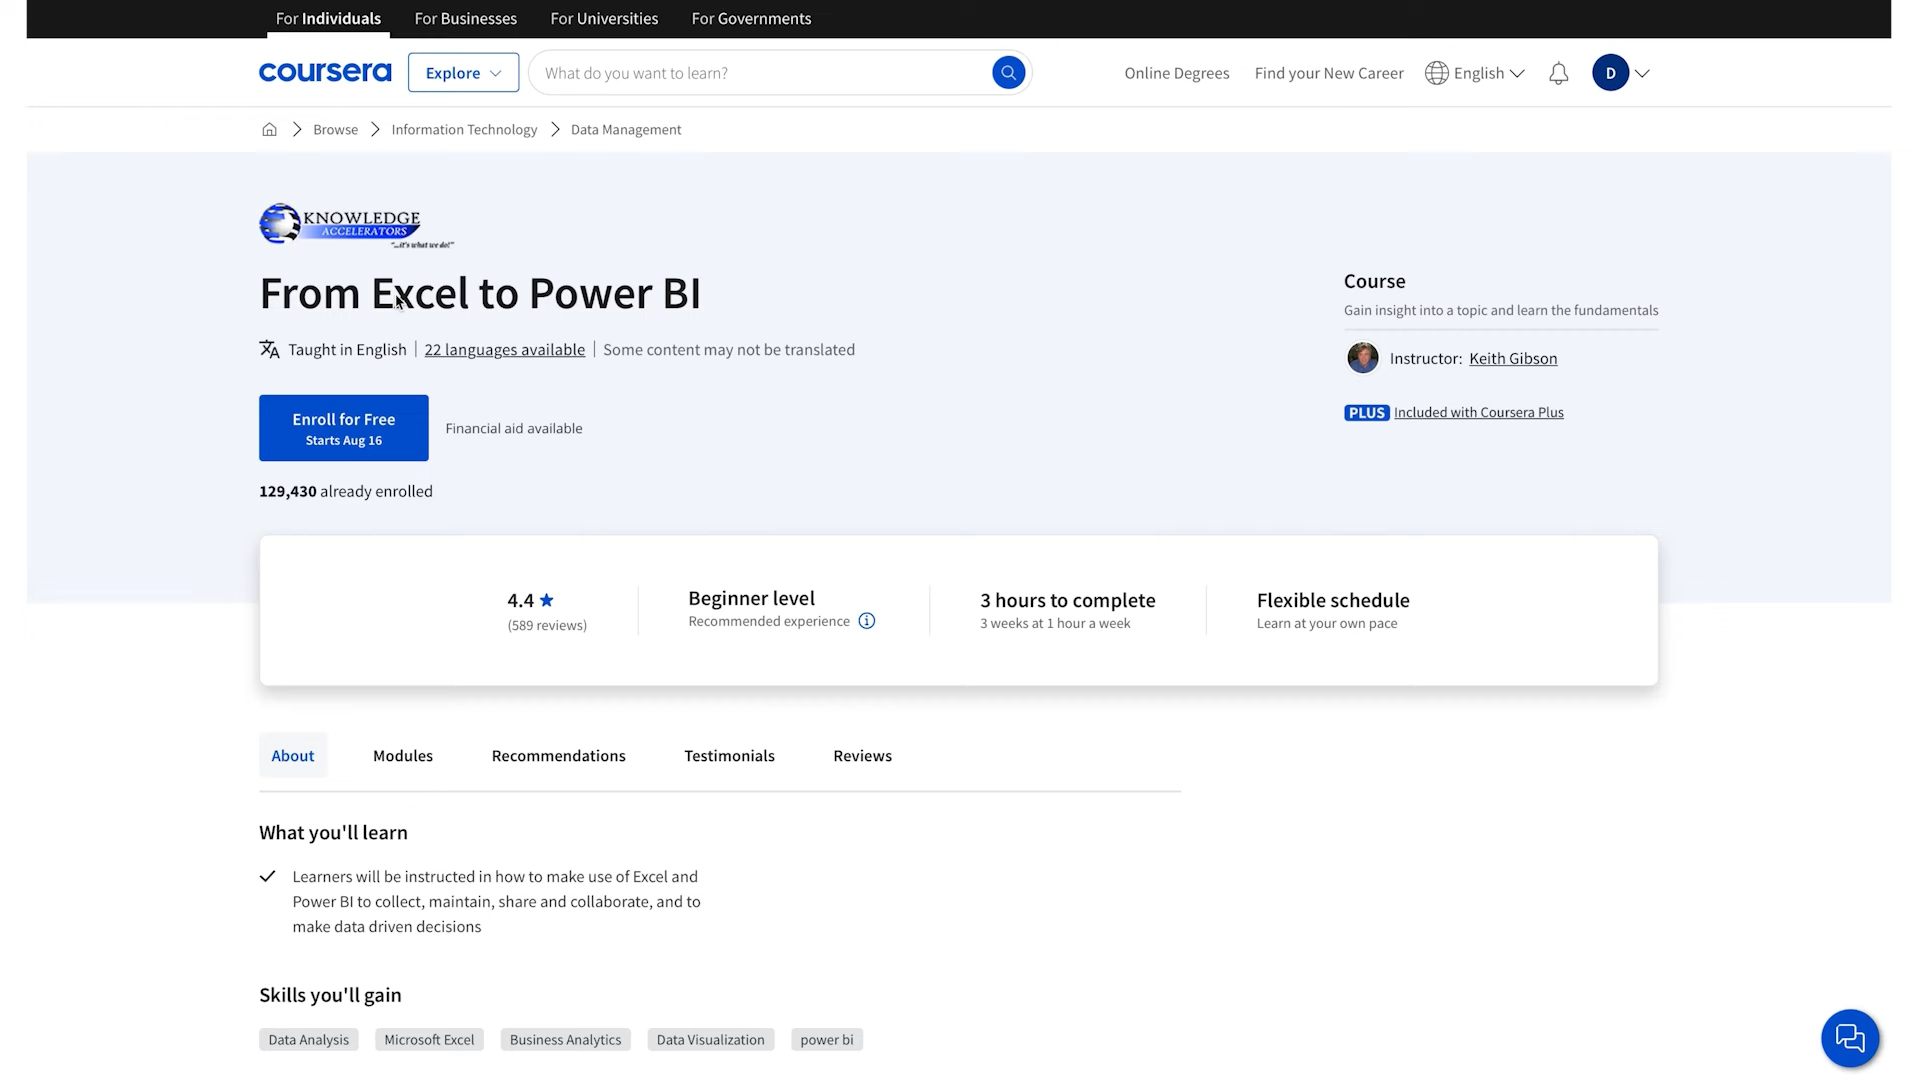 For Individuals For Businesses For Universities For Governments
coursera Explore What do you want to learn? Online Degrees Find your New Career English D
Browse Information Technology Data Management
KNOWLEDGE
ACCELERATORS
"...it's what we do!"
From Excel to Power BI
Taught in English | 22 languages available | Some content may not be translated
Enroll for Free
Starts Aug 16
Financial aid available
129,430 already enrolled
Course
Gain insight into a topic and learn the fundamentals
Instructor: Keith Gibson
PLUS Included with Coursera Plus
4.4
(589 reviews)
Beginner level
Recommended experience
3 hours to complete
3 weeks at 1 hour a week
Flexible schedule
Learn at your own pace
About Modules Recommendations Testimonials Reviews
What you'll learn
Learners will be instructed in how to make use of Excel and
Power BI to collect, maintain, share and collaborate, and to
make data driven decisions
Skills you'll gain
Data Analysis Microsoft Excel Business Analytics Data Visualization power bi